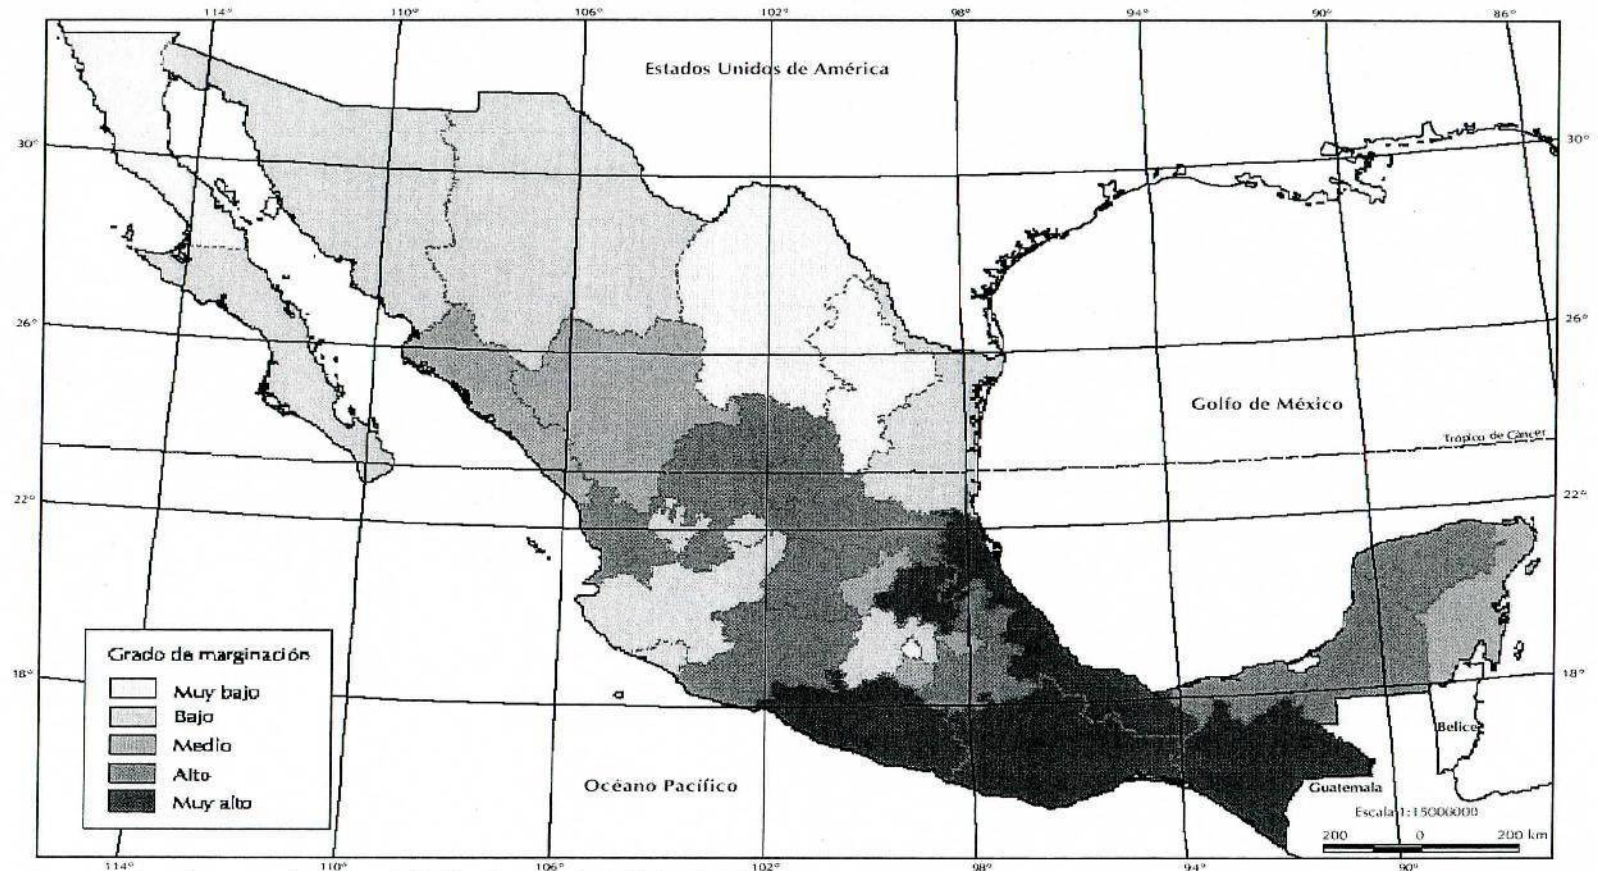 114° 110° 106° 102° 98° 94° 90° 86°
Estados Unidos de América
30° 30°
26° 26°
Golfo de México
Trópico de Cáncer
22° 22°
18° 18°
Grado de marginación
Muy bajo
Bajo
Medio
Alto
Muy alto
Belice
Océano Pacífico
Guatemala
Escala 1:15000000
200 0 200 km
114° 110° 106° 102° 98° 94° 90°